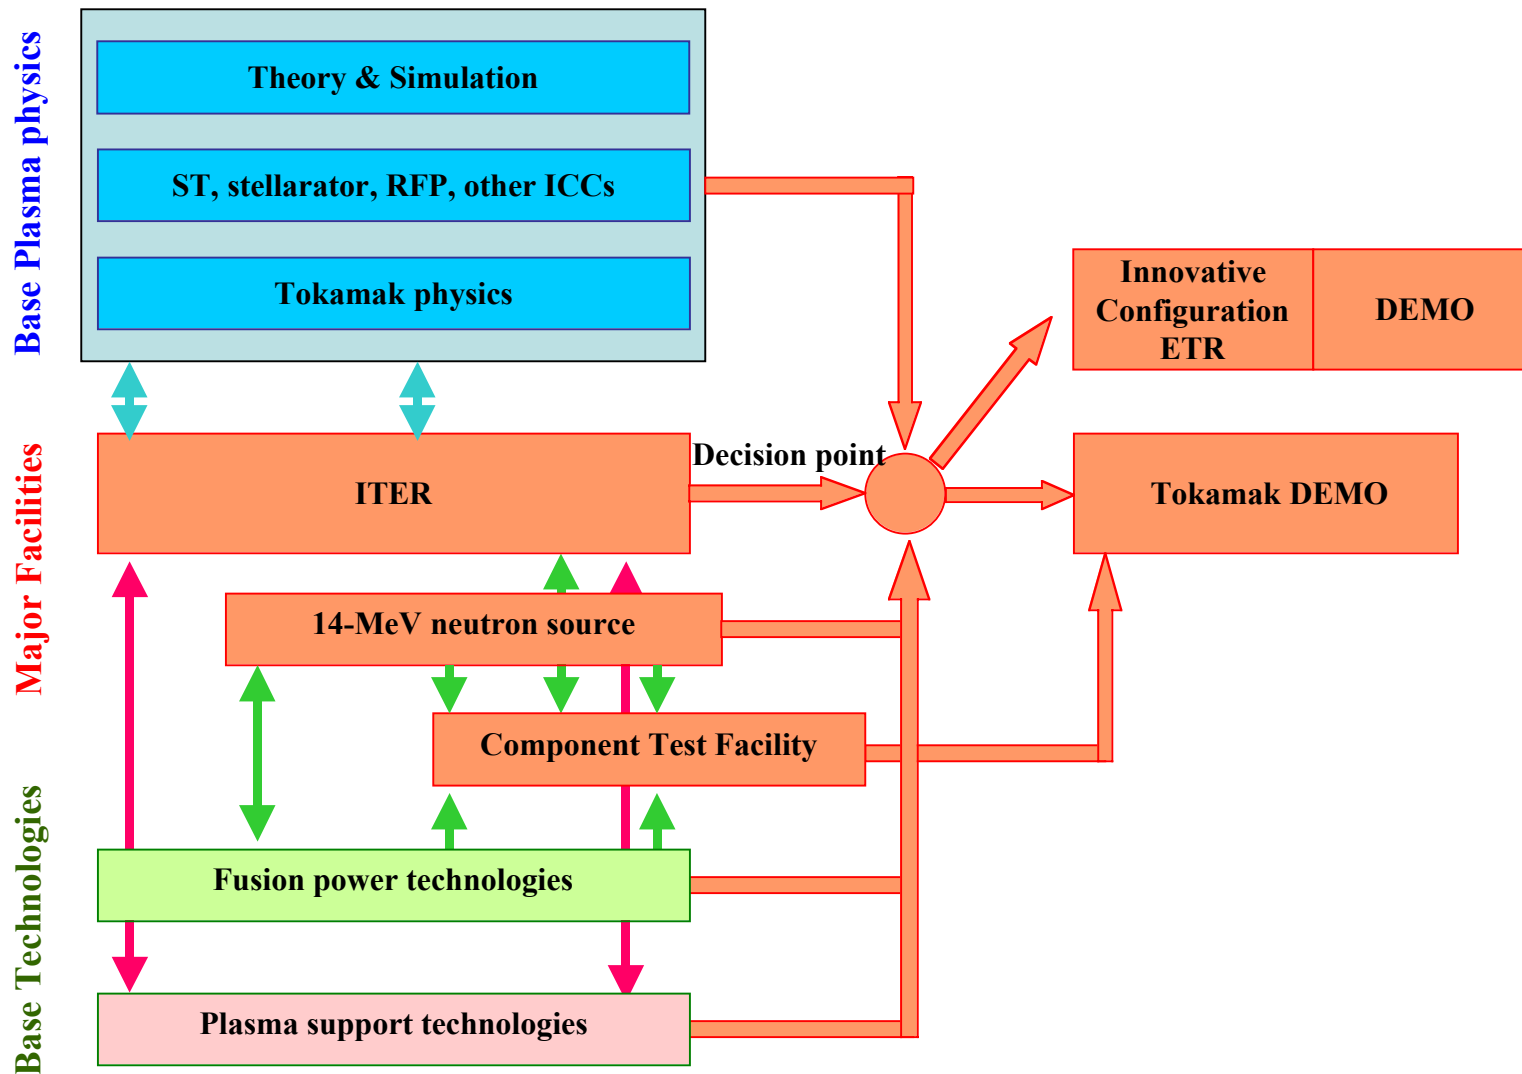 Base Plasma physics
Theory & Simulation
ST, stellarator, RFP, other ICCs
Tokamak physics
Innovative
Configuration
ETR
DEMO
Major Facilities
ITER
Decision point
Tokamak DEMO
14-MeV neutron source
Component Test Facility
Base Technologies
Fusion power technologies
Plasma support technologies